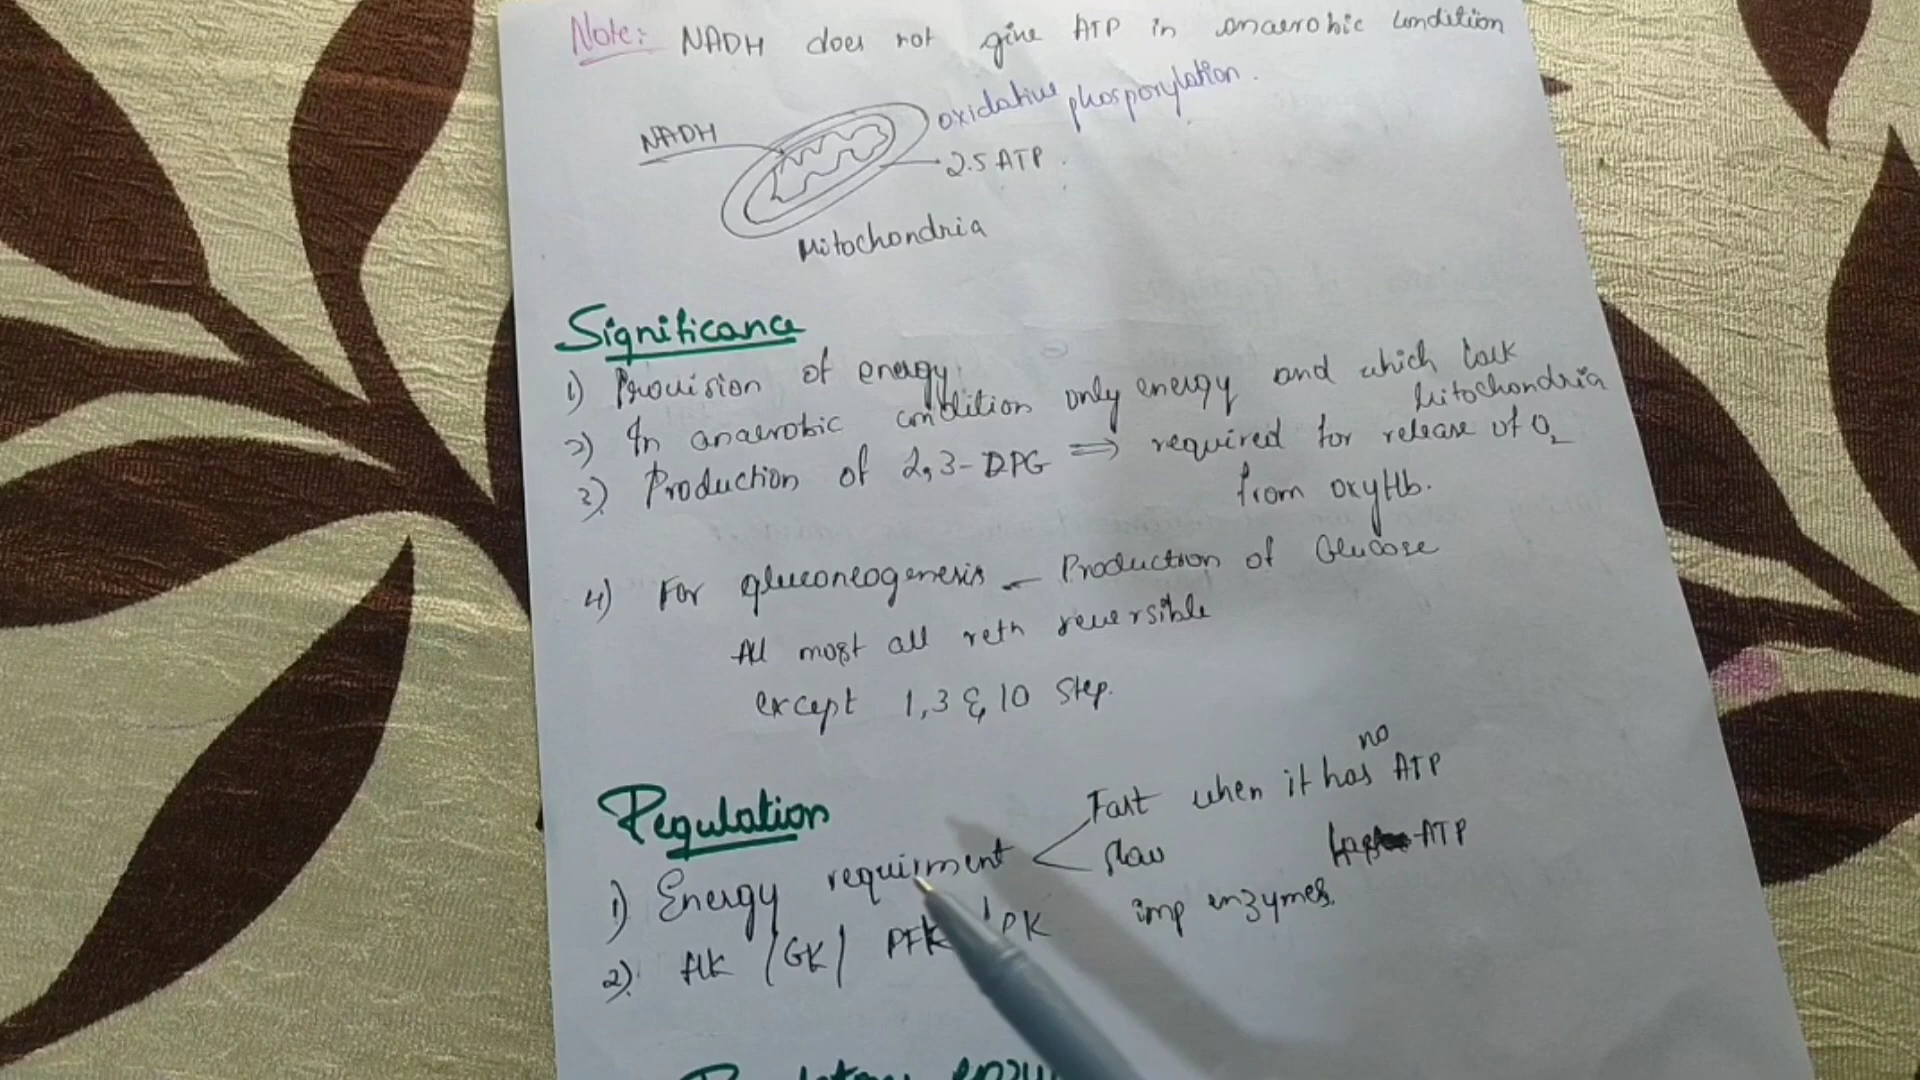 Note: NADH does not give ATP in anaerobic condition
NADH
oxidative phosporylation.
2.5 ATP.
Mitochondria
Significance
1) Provision of energy
2) In anaerobic condition only energy and which lack
mitochondria
3) Production of 2,3-DPG ⇒ required for release of O2
from oxyHb.
4) For gluconeogenesis - Production of Glucose
All most all rctn reversible
except 1, 3 & 10 Step.
Regulation
no
1) Energy requirment < Fast when it has ATP
slow ATP
2) HK (GK) PFK PK imp enzymes.